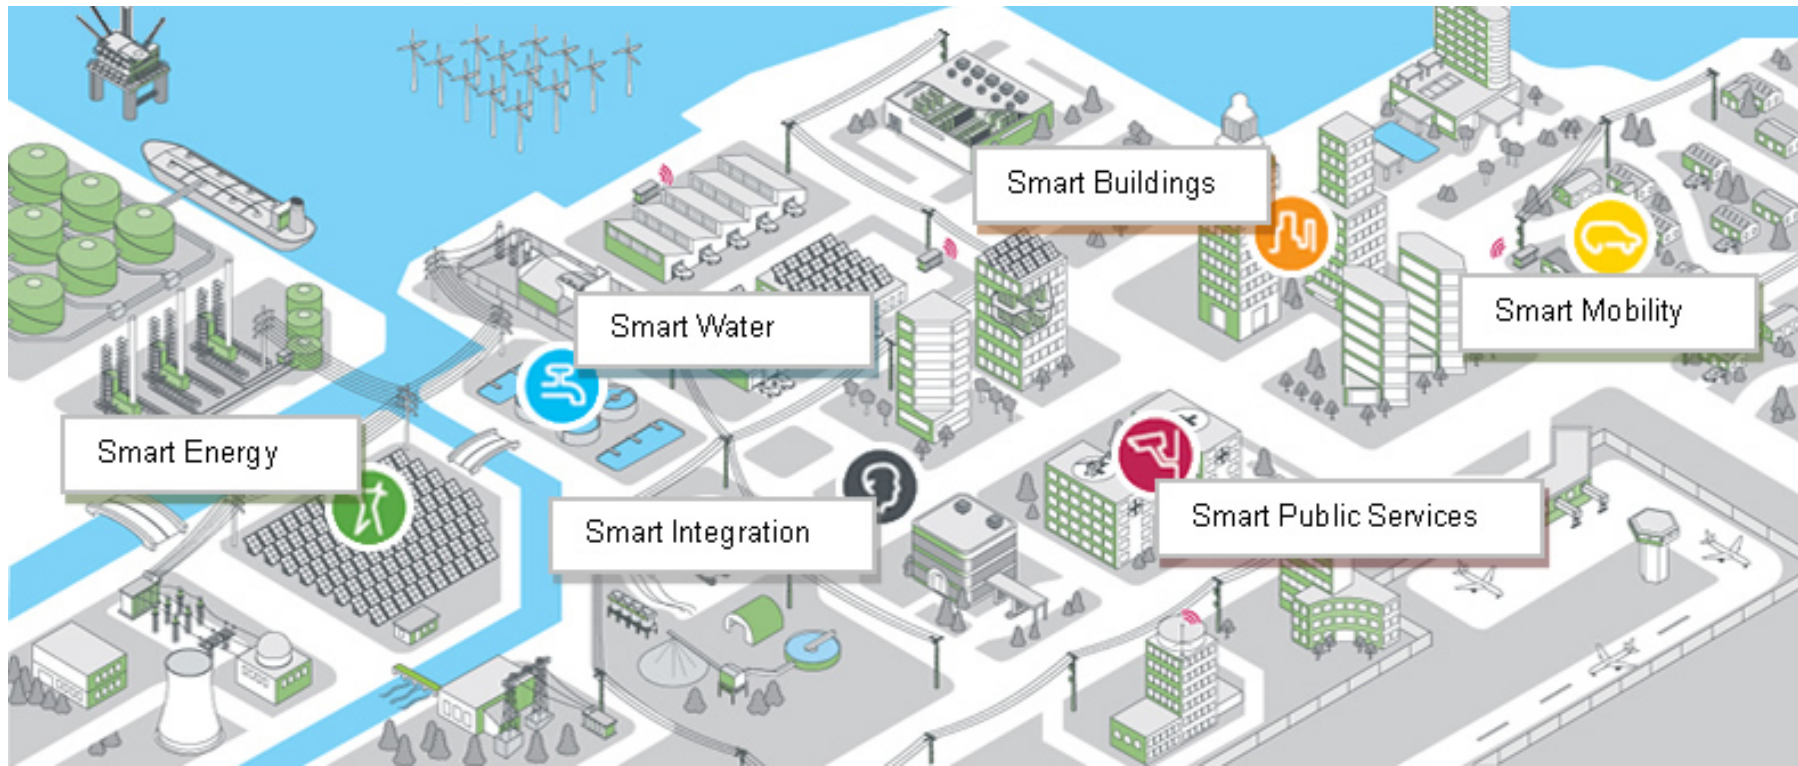 Smart Buildings
Smart Mobility
Smart Water
Smart Energy
Smart Integration
Smart Public Services